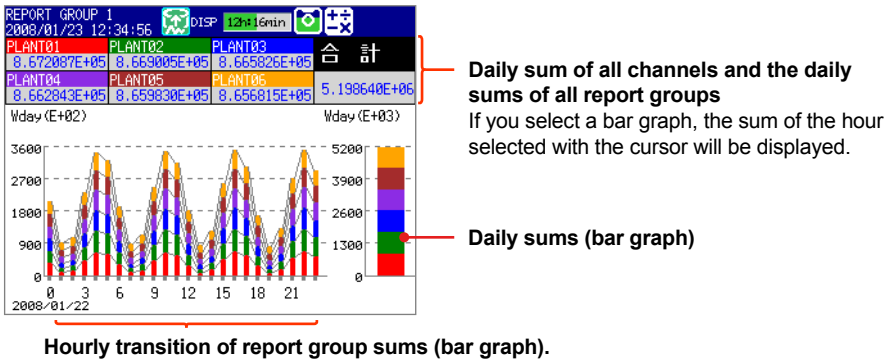 REPORT GROUP 1
2008/01/23 12:34:56 DISP 12h:16min
PLANT01 PLANT02 PLANT03 合 計
8.672087E+05 8.669005E+05 8.665826E+05
PLANT04 PLANT05 PLANT06
8.662843E+05 8.659830E+05 8.656815E+05 5.198640E+06
Wday(E+02) Wday(E+03)
3600 5200
2700 3900
1800 2600
900 1300
0 0
0 3 6 9 12 15 18 21
2008/01/22
Daily sum of all channels and the daily
sums of all report groups
If you select a bar graph, the sum of the hour
selected with the cursor will be displayed.
Daily sums (bar graph)
Hourly transition of report group sums (bar graph).